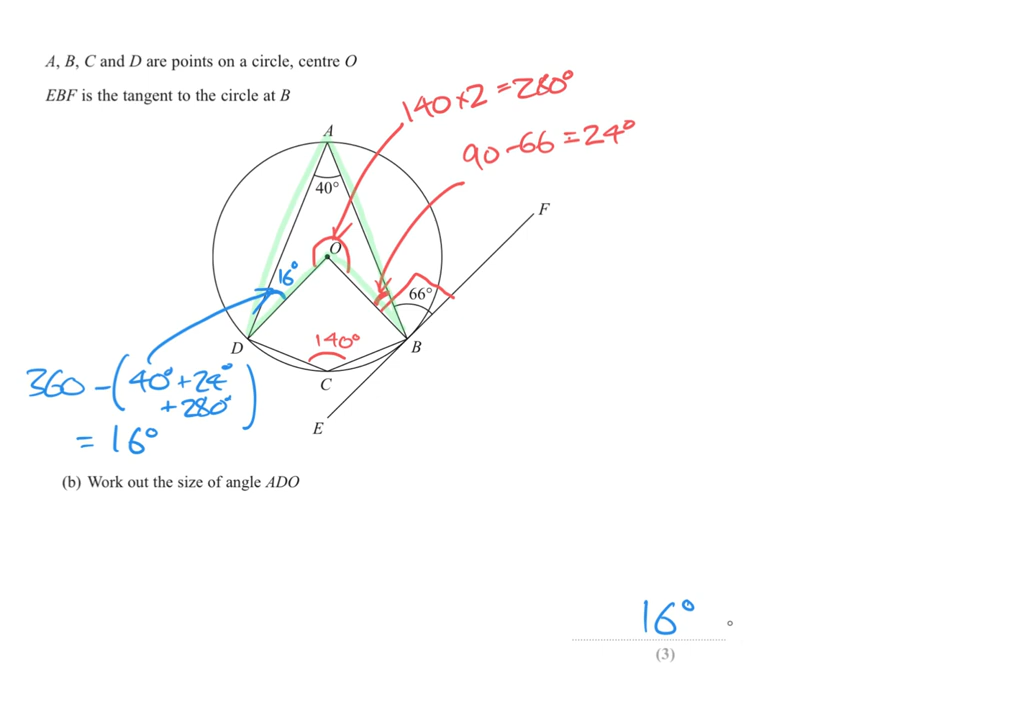 A, B, C and D are points on a circle, centre O
EBF is the tangent to the circle at B
140×2=280°
90-66=24°
A
40°
F
O
16°
66°
140°
D
B
C
E
360-(40°+24°
+280°)
= 16°
(b) Work out the size of angle ADO
16° °
(3)